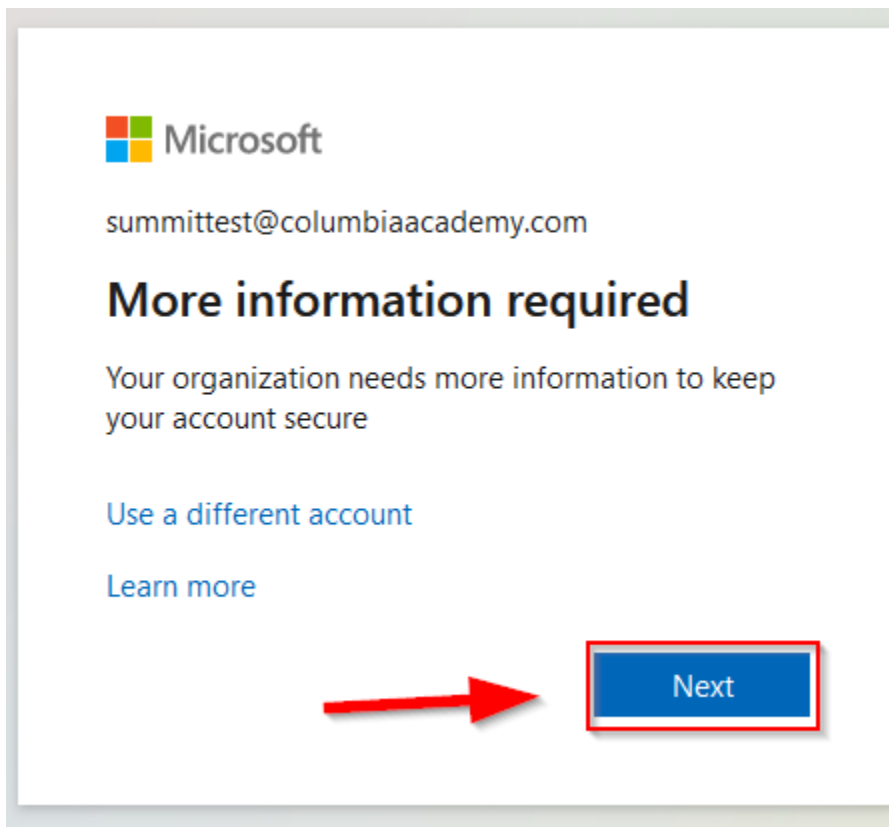 Microsoft
summittest@columbiaacademy.com
More information required
Your organization needs more information to keep
your account secure
Use a different account
Learn more
Next